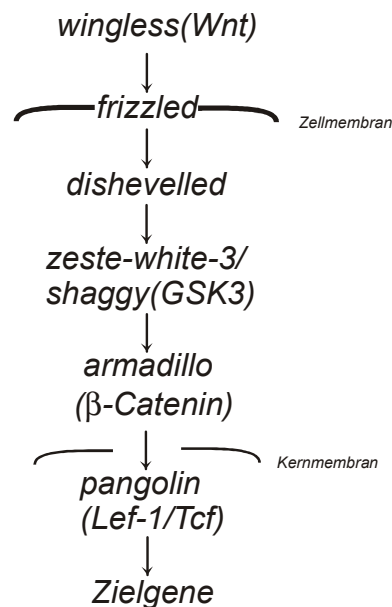 wingless(Wnt)
frizzled
Zellmembran
dishevelled
zeste-white-3/
shaggy(GSK3)
armadillo
(β-Catenin)
Kernmembran
pangolin
(Lef-1/Tcf)
Zielgene